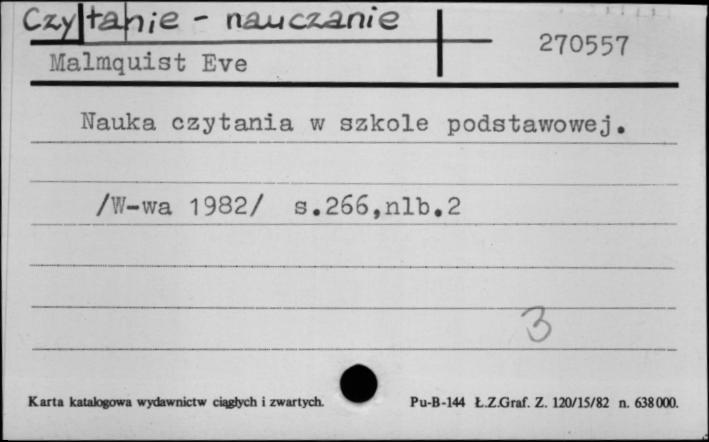 Czytanie - nauczanie
270557
Malmquist Eve
Nauka czytania w szkole podstawowej.
/W-wa 1982/ s.266,nlb.2
3
Karta katalogowa wydawnictw ciągłych i zwartych.
Pu-B-144 Ł.Z.Graf. Z. 120/15/82 n. 638000.